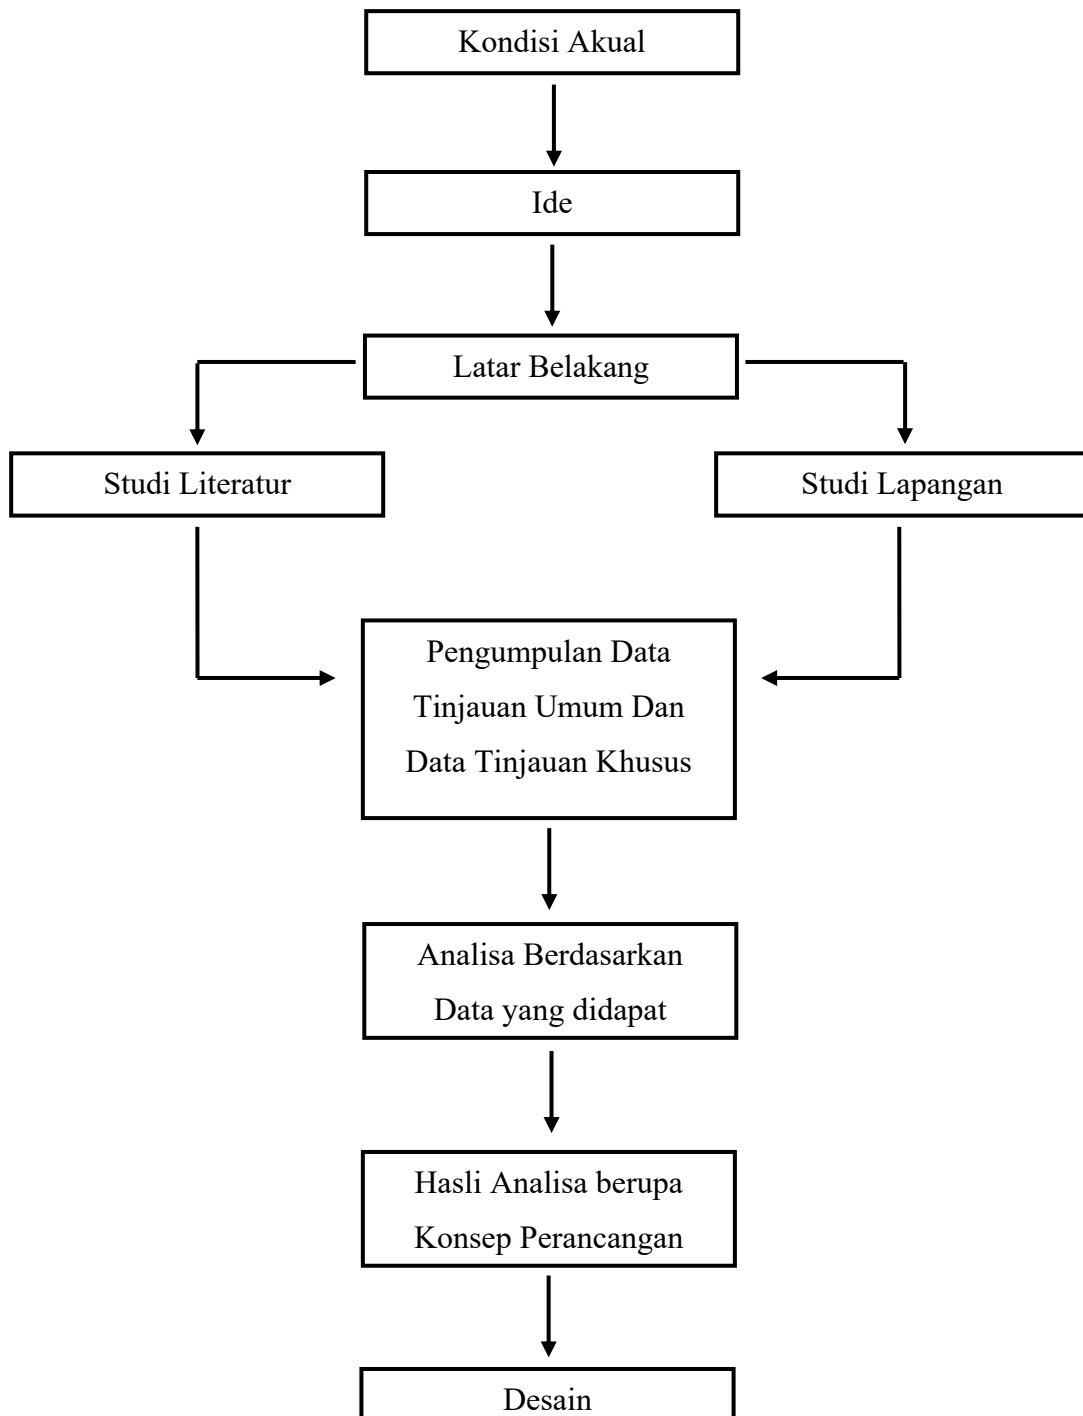 Kondisi Akual
Ide
Latar Belakang
Studi Literatur
Studi Lapangan
Pengumpulan Data
Tinjauan Umum Dan
Data Tinjauan Khusus
Analisa Berdasarkan
Data yang didapat
Hasli Analisa berupa
Konsep Perancangan
Desain